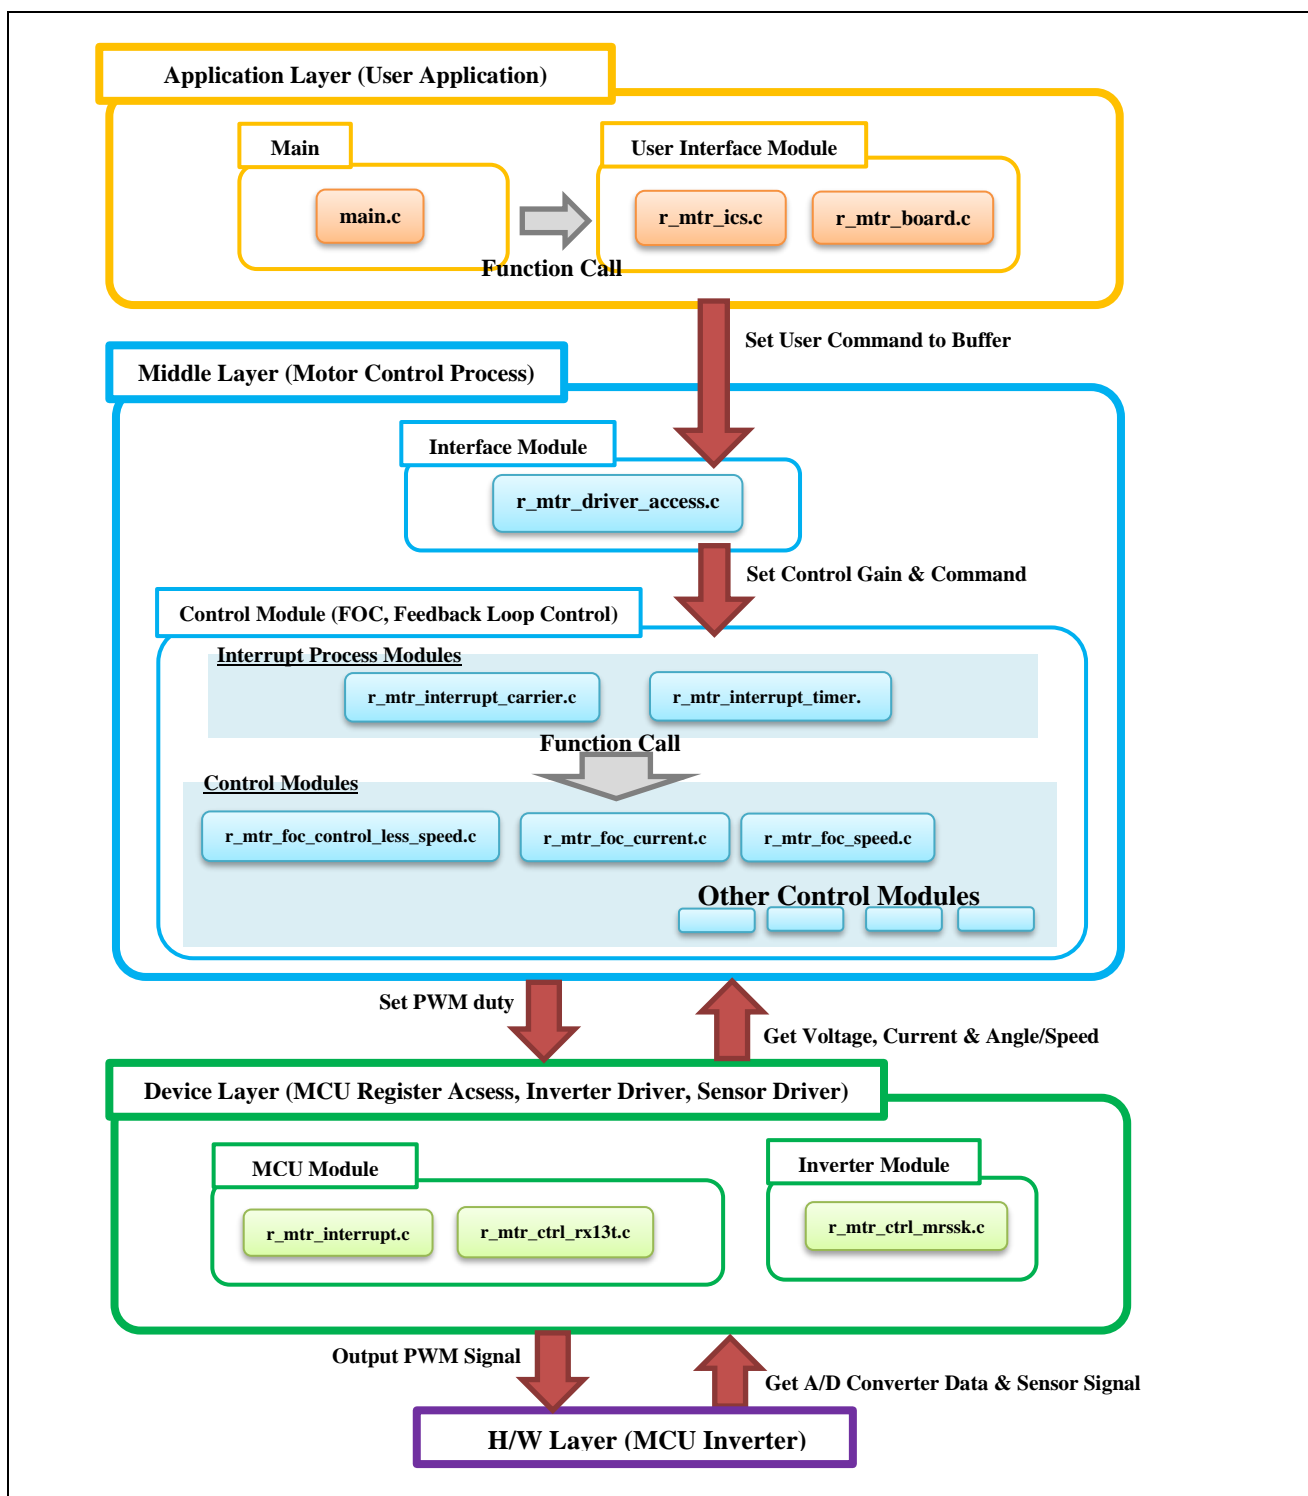 Application Layer (User Application)
Main
User Interface Module
main.c
r_mtr_ics.c
r_mtr_board.c
Function Call
Set User Command to Buffer
Middle Layer (Motor Control Process)
Interface Module
r_mtr_driver_access.c
Set Control Gain & Command
Control Module (FOC, Feedback Loop Control)
Interrupt Process Modules
r_mtr_interrupt_carrier.c
r_mtr_interrupt_timer.
Function Call
Control Modules
r_mtr_foc_control_less_speed.c
r_mtr_foc_current.c
r_mtr_foc_speed.c
Other Control Modules
Set PWM duty
Get Voltage, Current & Angle/Speed
Device Layer (MCU Register Acsess, Inverter Driver, Sensor Driver)
MCU Module
Inverter Module
r_mtr_interrupt.c
r_mtr_ctrl_rx13t.c
r_mtr_ctrl_mrssk.c
Output PWM Signal
Get A/D Converter Data & Sensor Signal
H/W Layer (MCU Inverter)